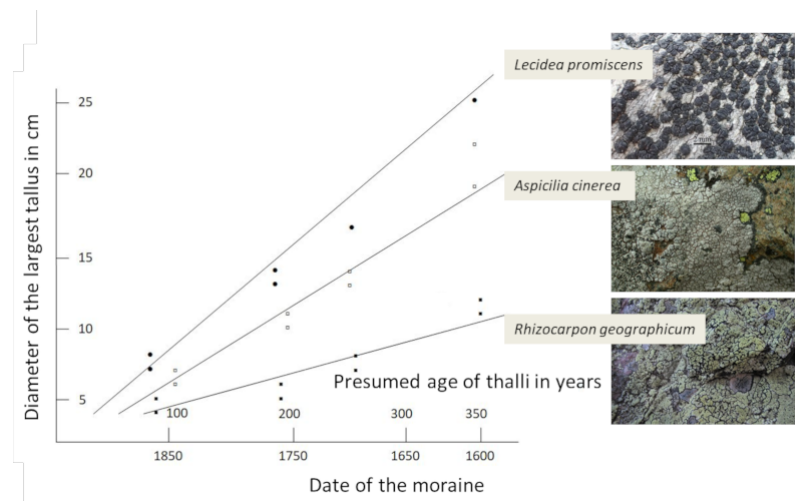 Lecidea promiscens
Aspicilia cinerea
Rhizocarpon geographicum
Diameter of the largest tallus in cm
25
20
15
10
5
Presumed age of thalli in years
100 200 300 350
1850 1750 1650 1600
Date of the moraine